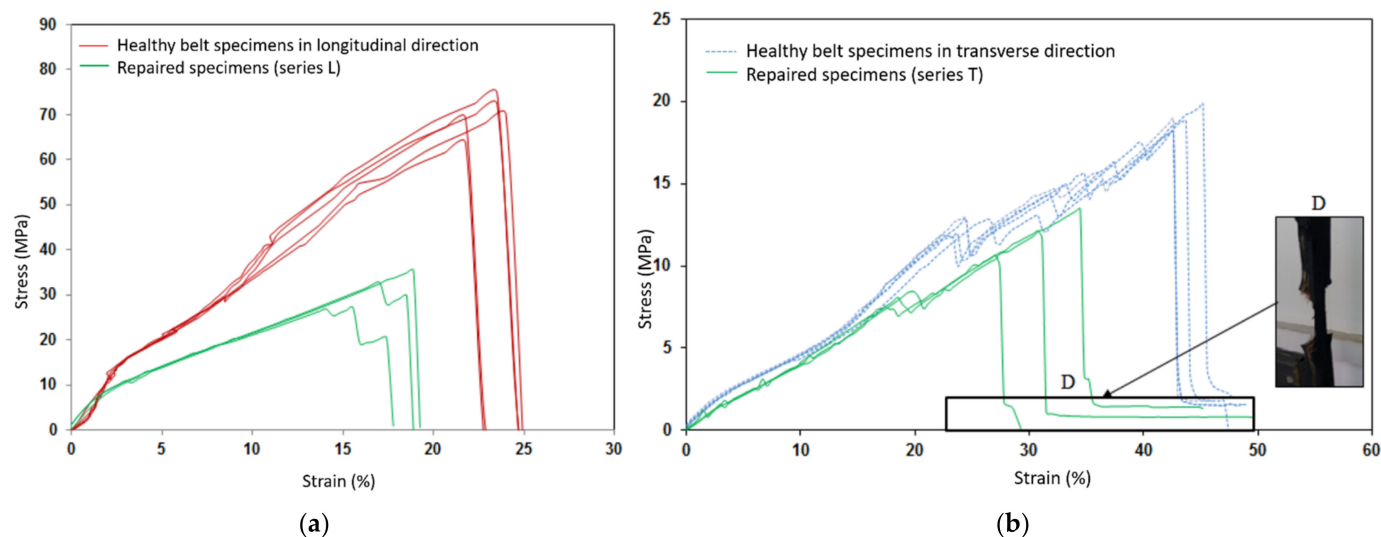 90
80
70
60
50
40
30
20
10
0
Stress (MPa)
Healthy belt specimens in longitudinal direction
Repaired specimens (series L)
0 5 10 15 20 25 30
Strain (%)
(a)
25
20
15
10
5
0
Stress (MPa)
Healthy belt specimens in transverse direction
Repaired specimens (series T)
D
D
0 10 20 30 40 50 60
Strain (%)
(b)